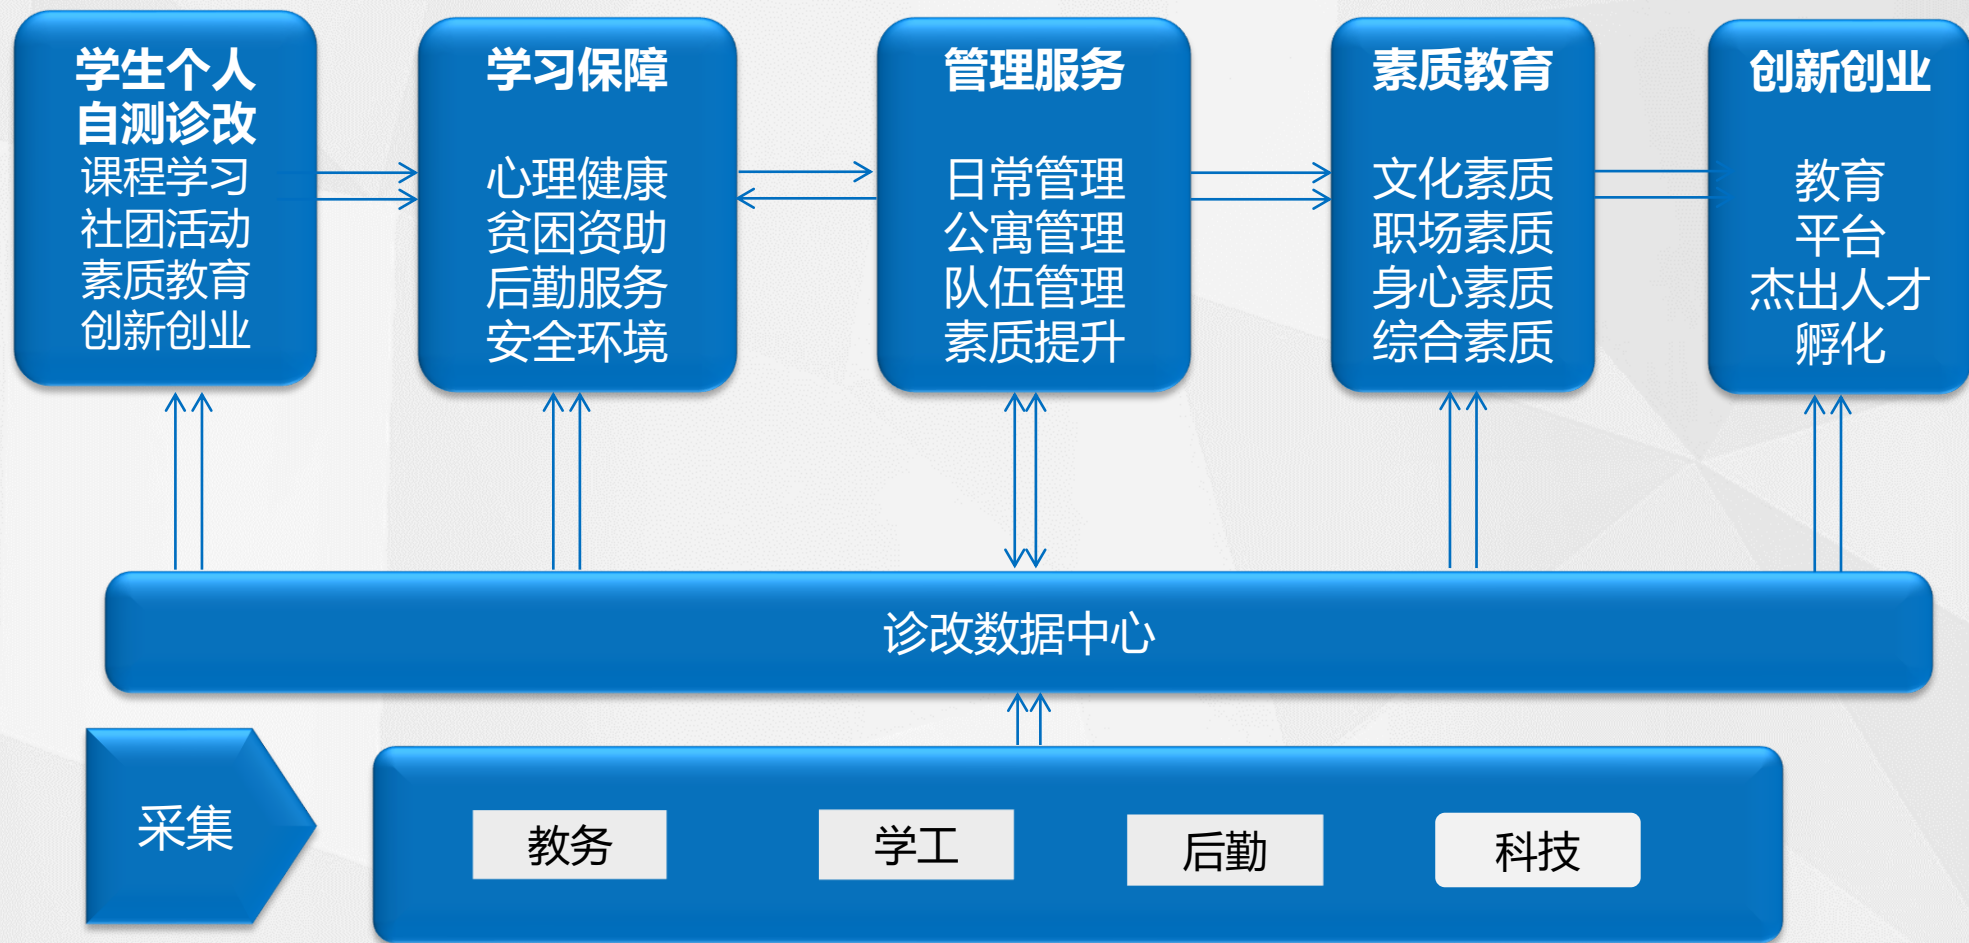 学生个人
自测诊改
课程学习
社团活动
素质教育
创新创业
学习保障
心理健康
贫困资助
后勤服务
安全环境
管理服务
日常管理
公寓管理
队伍管理
素质提升
素质教育
文化素质
职场素质
身心素质
综合素质
创新创业
教育
平台
杰出人才
孵化
诊改数据中心
采集
教务
学工
后勤
科技